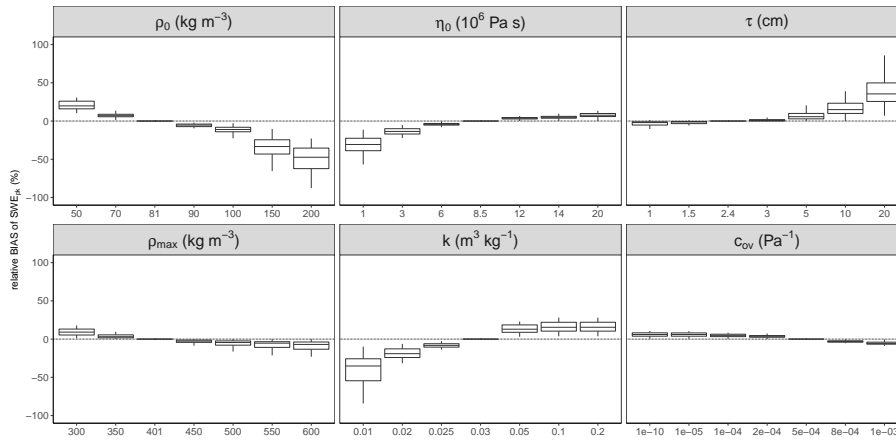 ρ₀ (kg m⁻³)
η₀ (10⁶ Pa s)
τ (cm)
relative BIAS of SWEpk (%)
100
50
0
−50
−100
50 70 81 90 100 150 200
1 3 6 8.5 12 14 20
1 1.5 2.4 3 5 10 20
ρmax (kg m⁻³)
k (m³ kg⁻¹)
cov (Pa⁻¹)
100
50
0
−50
−100
300 350 401 450 500 550 600
0.01 0.02 0.025 0.03 0.05 0.1 0.2
1e−10 1e−05 1e−04 2e−04 5e−04 8e−04 1e−03